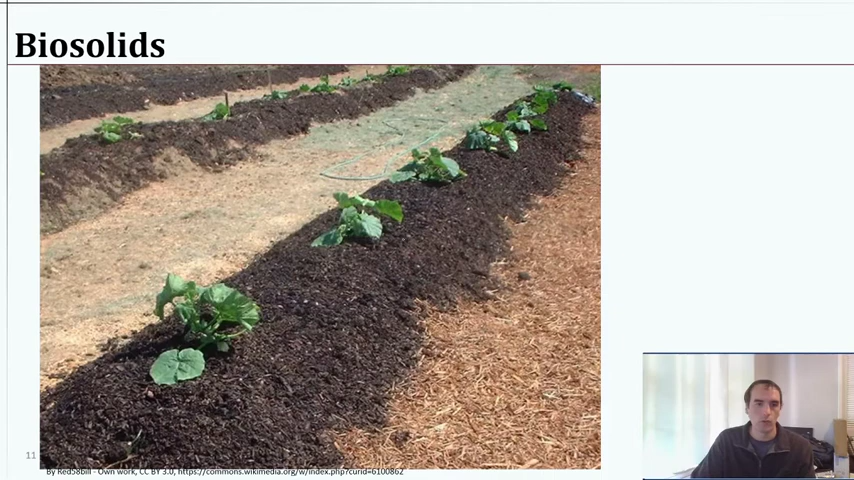 Biosolids
11
By Red58bill - Own work, CC BY 3.0, https://commons.wikimedia.org/w/index.php?curid=6100862